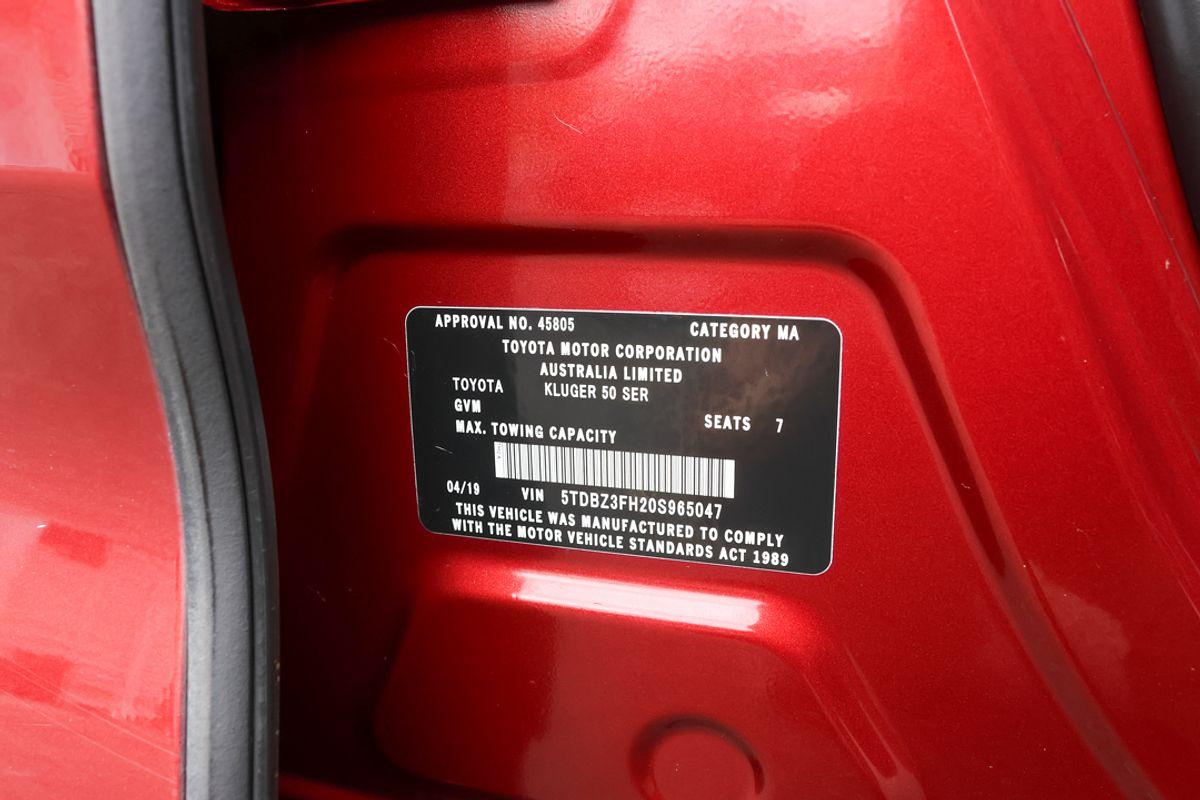 APPROVAL NO. 45805 CATEGORY MA
TOYOTA MOTOR CORPORATION
AUSTRALIA LIMITED
TOYOTA KLUGER 50 SER
GVM
SEATS 7
MAX. TOWING CAPACITY
04/19 VIN 5TDBZ3FH20S965047
THIS VEHICLE WAS MANUFACTURED TO COMPLY
WITH THE MOTOR VEHICLE STANDARDS ACT 1989